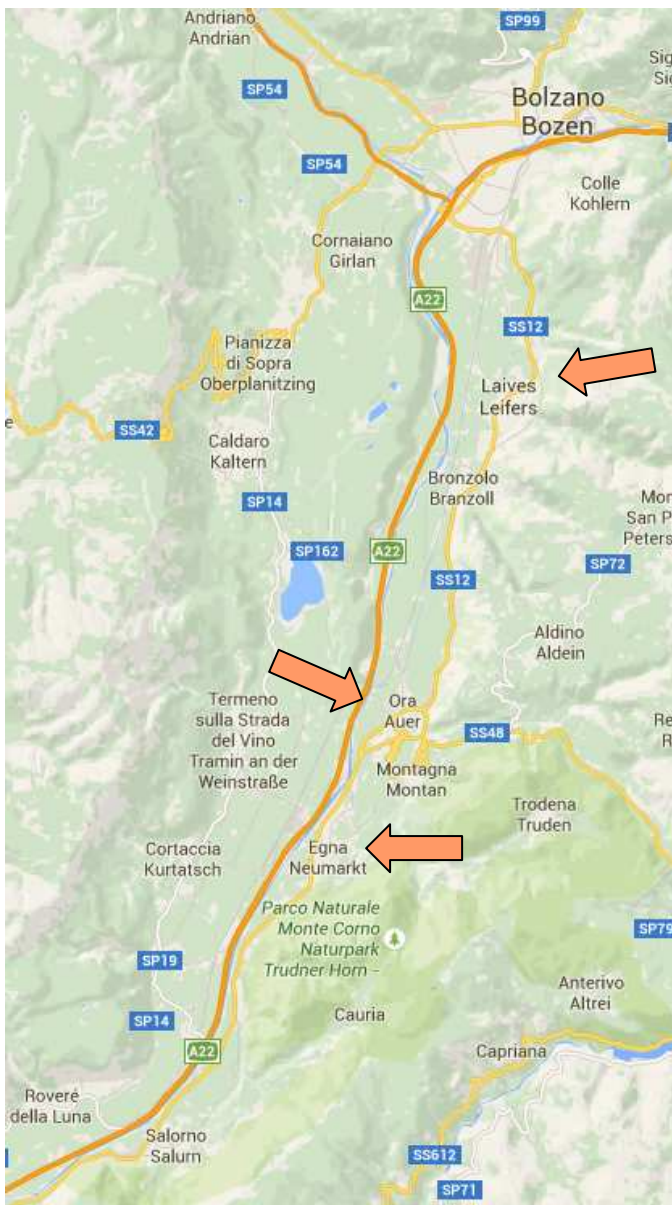 Andriano
Andrian
SP99
Sig
Sig
SP54
Bolzano
Bozen
SP54
Colle
Kohlern
Cornaiano
Girlan
A22
SS12
Pianizza
di Sopra
Oberplanitzing
Laives
Leifers
e
SS42
Caldaro
Kaltern
Bronzolo
Branzoll
SP14
Mon
San P
Peters
SP162
A22
SP72
SS12
Aldino
Aldein
Termeno
sulla Strada
del Vino
Tramin an der
Weinstraße
Ora
Auer
Re
R
SS48
Montagna
Montan
Trodena
Truden
Cortaccia
Kurtatsch
Egna
Neumarkt
Parco Naturale
Monte Corno
Naturpark
Trudner Horn –
SP79
SP19
Anterivo
Altrei
Cauria
SP14
A22
Capriana
Roverè
della Luna
Salorno
Salurn
SS612
SP71